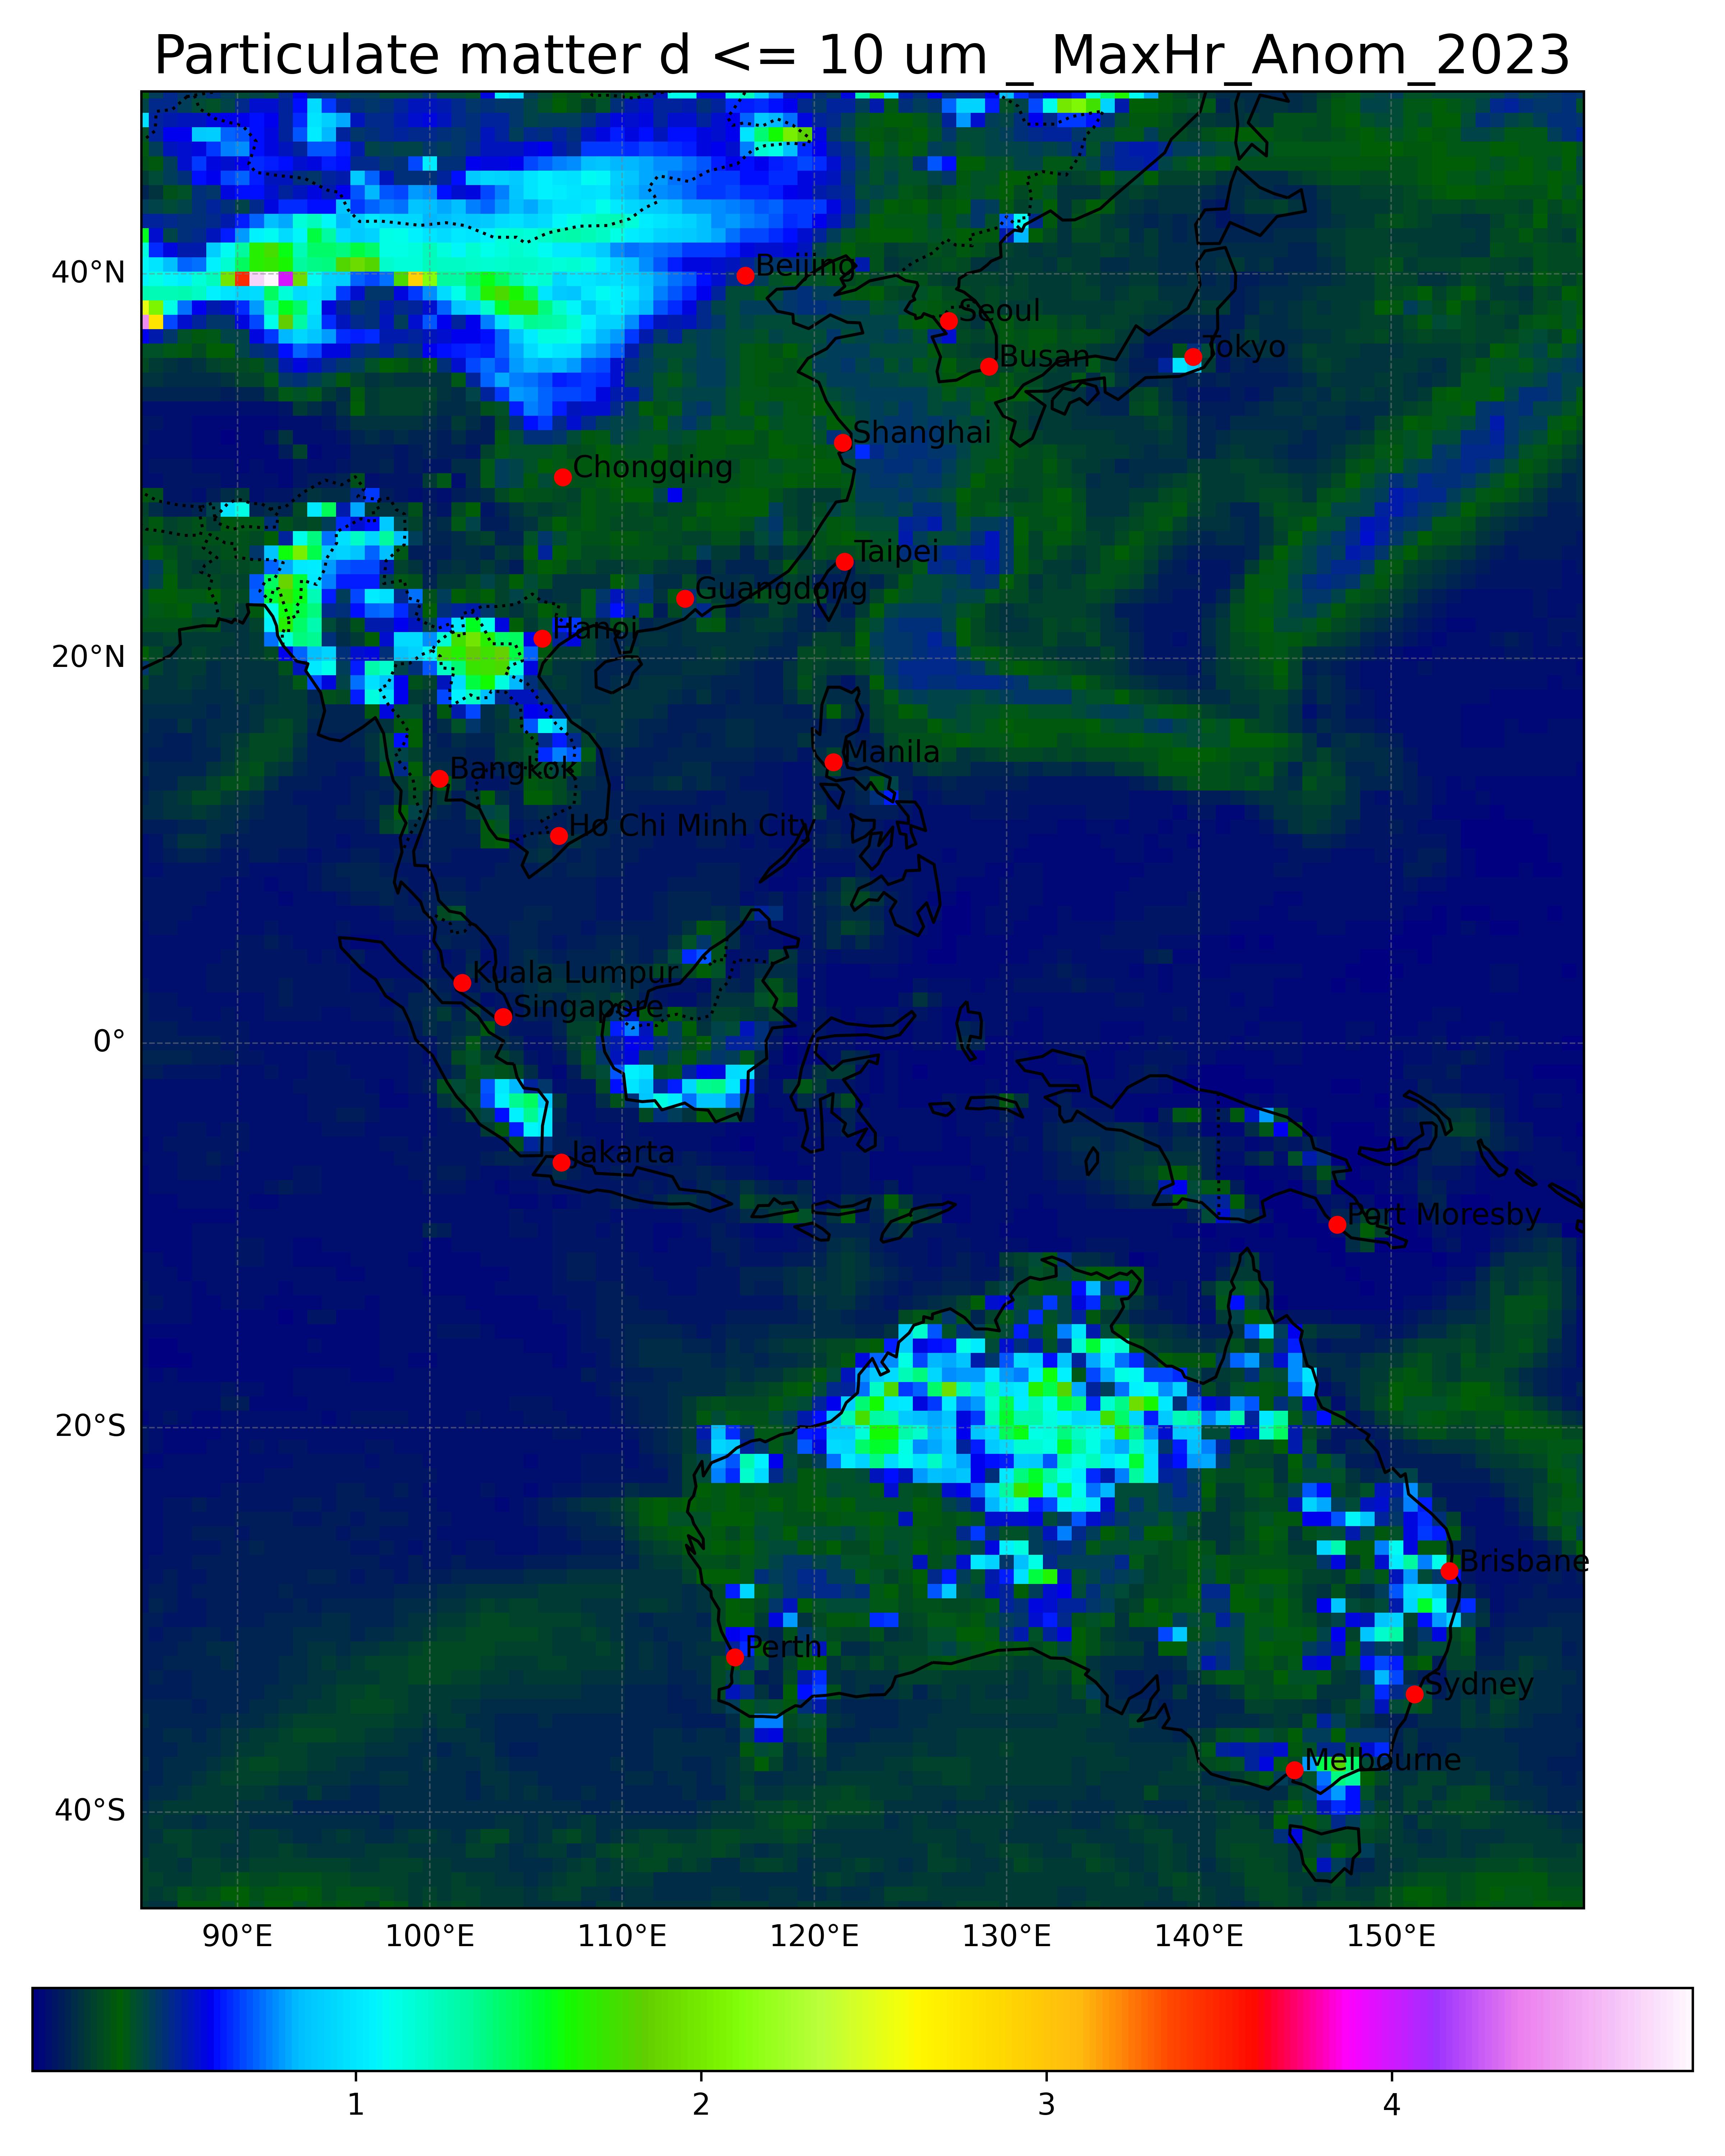 Particulate matter d <= 10 um _ MaxHr_Anom_2023
40°N
20°N
0°
20°S
40°S
Beijing
Seoul
Busan
Tokyo
Shanghai
Chongqing
Taipei
Guangdong
Hanoi
Manila
Bangkok
Ho Chi Minh City
Kuala Lumpur
Singapore
Jakarta
Port Moresby
Brisbane
Perth
Sydney
Melbourne
90°E 100°E 110°E 120°E 130°E 140°E 150°E
1 2 3 4